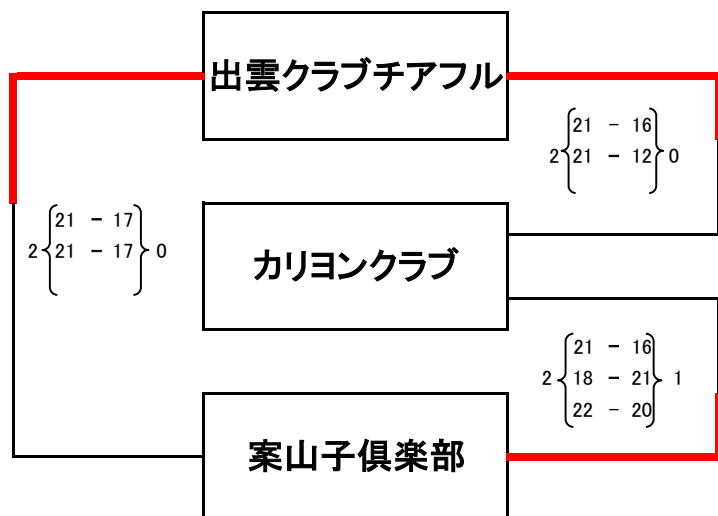 出雲クラブチアフル
21 - 16
2 21 - 12 0
21 - 17
2 21 - 17 0
カリヨンクラブ
21 - 16
2 18 - 21 1
22 - 20
案山子倶楽部